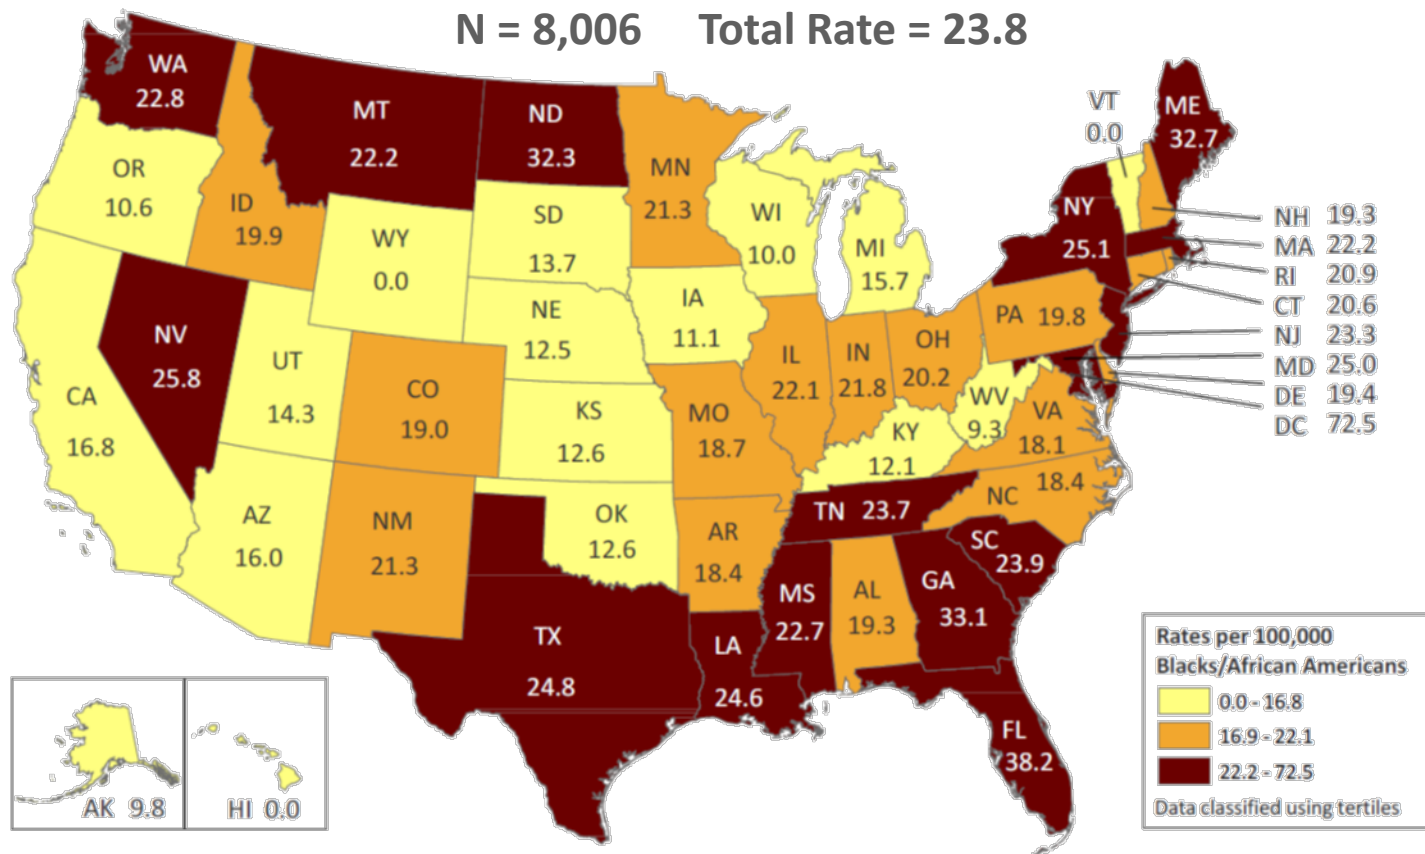 N = 8,006 Total Rate = 23.8
WA
22.8
MT
22.2
ND
32.3
MN
21.3
OR
10.6
ID
19.9
WY
0.0
SD
13.7
WI
10.0
MI
15.7
VT
0.0
ME
32.7
NY
25.1
NH 19.3
MA 22.2
RI 20.9
CT 20.6
NJ 23.3
MD 25.0
DE 19.4
DC 72.5
NV
25.8
UT
14.3
CO
19.0
NE
12.5
IA
11.1
IL
22.1
IN
21.8
OH
20.2
PA 19.8
CA
16.8
KS
12.6
MO
18.7
KY
12.1
WV
9.3
VA
18.1
AZ
16.0
NM
21.3
OK
12.6
AR
18.4
TN 23.7
NC 18.4
SC
23.9
TX
24.8
LA
24.6
MS
22.7
AL
19.3
GA
33.1
FL
38.2
AK 9.8
HI 0.0
Rates per 100,000
Blacks/African Americans
0.0 - 16.8
16.9 - 22.1
22.2 - 72.5
Data classified using tertiles